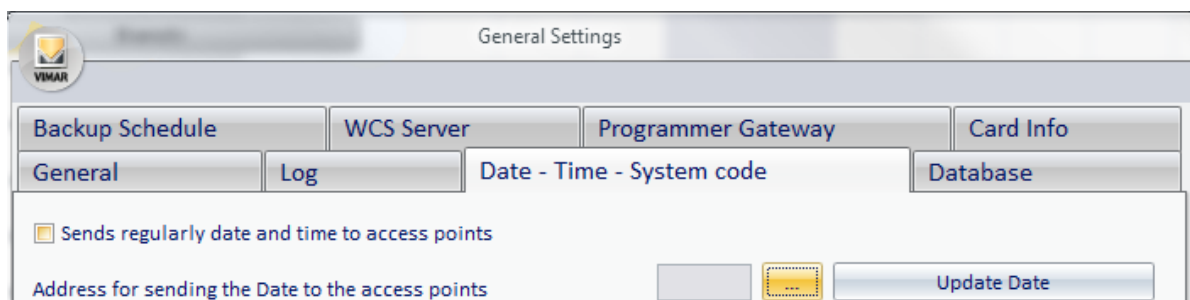 General Settings
VIMAR
Backup Schedule WCS Server Programmer Gateway Card Info
General Log Date - Time - System code Database
Sends regularly date and time to access points
Address for sending the Date to the access points ... Update Date